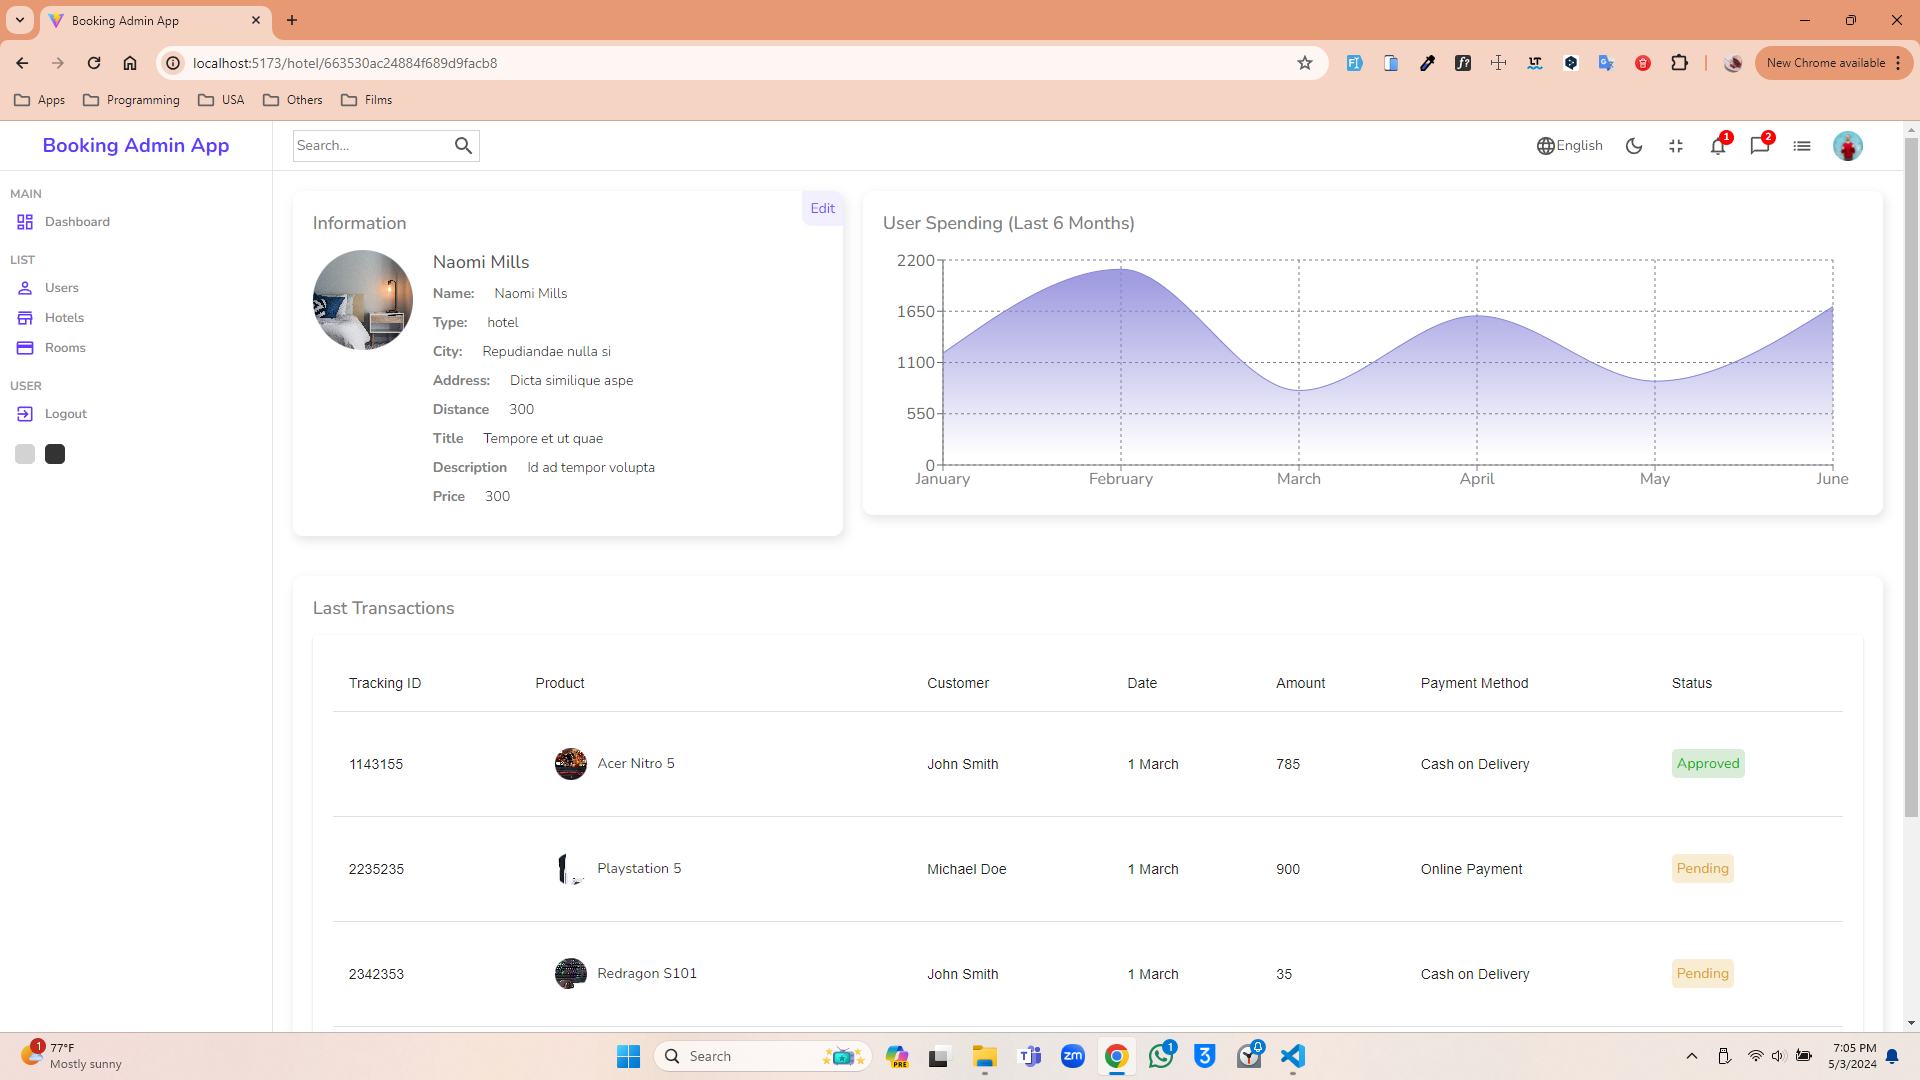 Booking Admin App
localhost:5173/hotel/663530ac24884f689d9facb8
New Chrome available
Apps
Programming
USA
Others
Films
Booking Admin App
Search...
English
1
2
MAIN
Dashboard
LIST
Users
Hotels
Rooms
USER
Logout
Information
Edit
Naomi Mills
Name: Naomi Mills
Type: hotel
City: Repudiandae nulla si
Address: Dicta similique aspe
Distance 300
Title Tempore et ut quae
Description Id ad tempor volupta
Price 300
User Spending (Last 6 Months)
2200
1650
1100
550
0
January February March April May June
Last Transactions
Tracking ID Product Customer Date Amount Payment Method Status
1143155 Acer Nitro 5 John Smith 1 March 785 Cash on Delivery Approved
2235235 Playstation 5 Michael Doe 1 March 900 Online Payment Pending
2342353 Redragon S101 John Smith 1 March 35 Cash on Delivery Pending
1
77°F
Mostly sunny
Search
PRE
zm
1
7:05 PM
5/3/2024